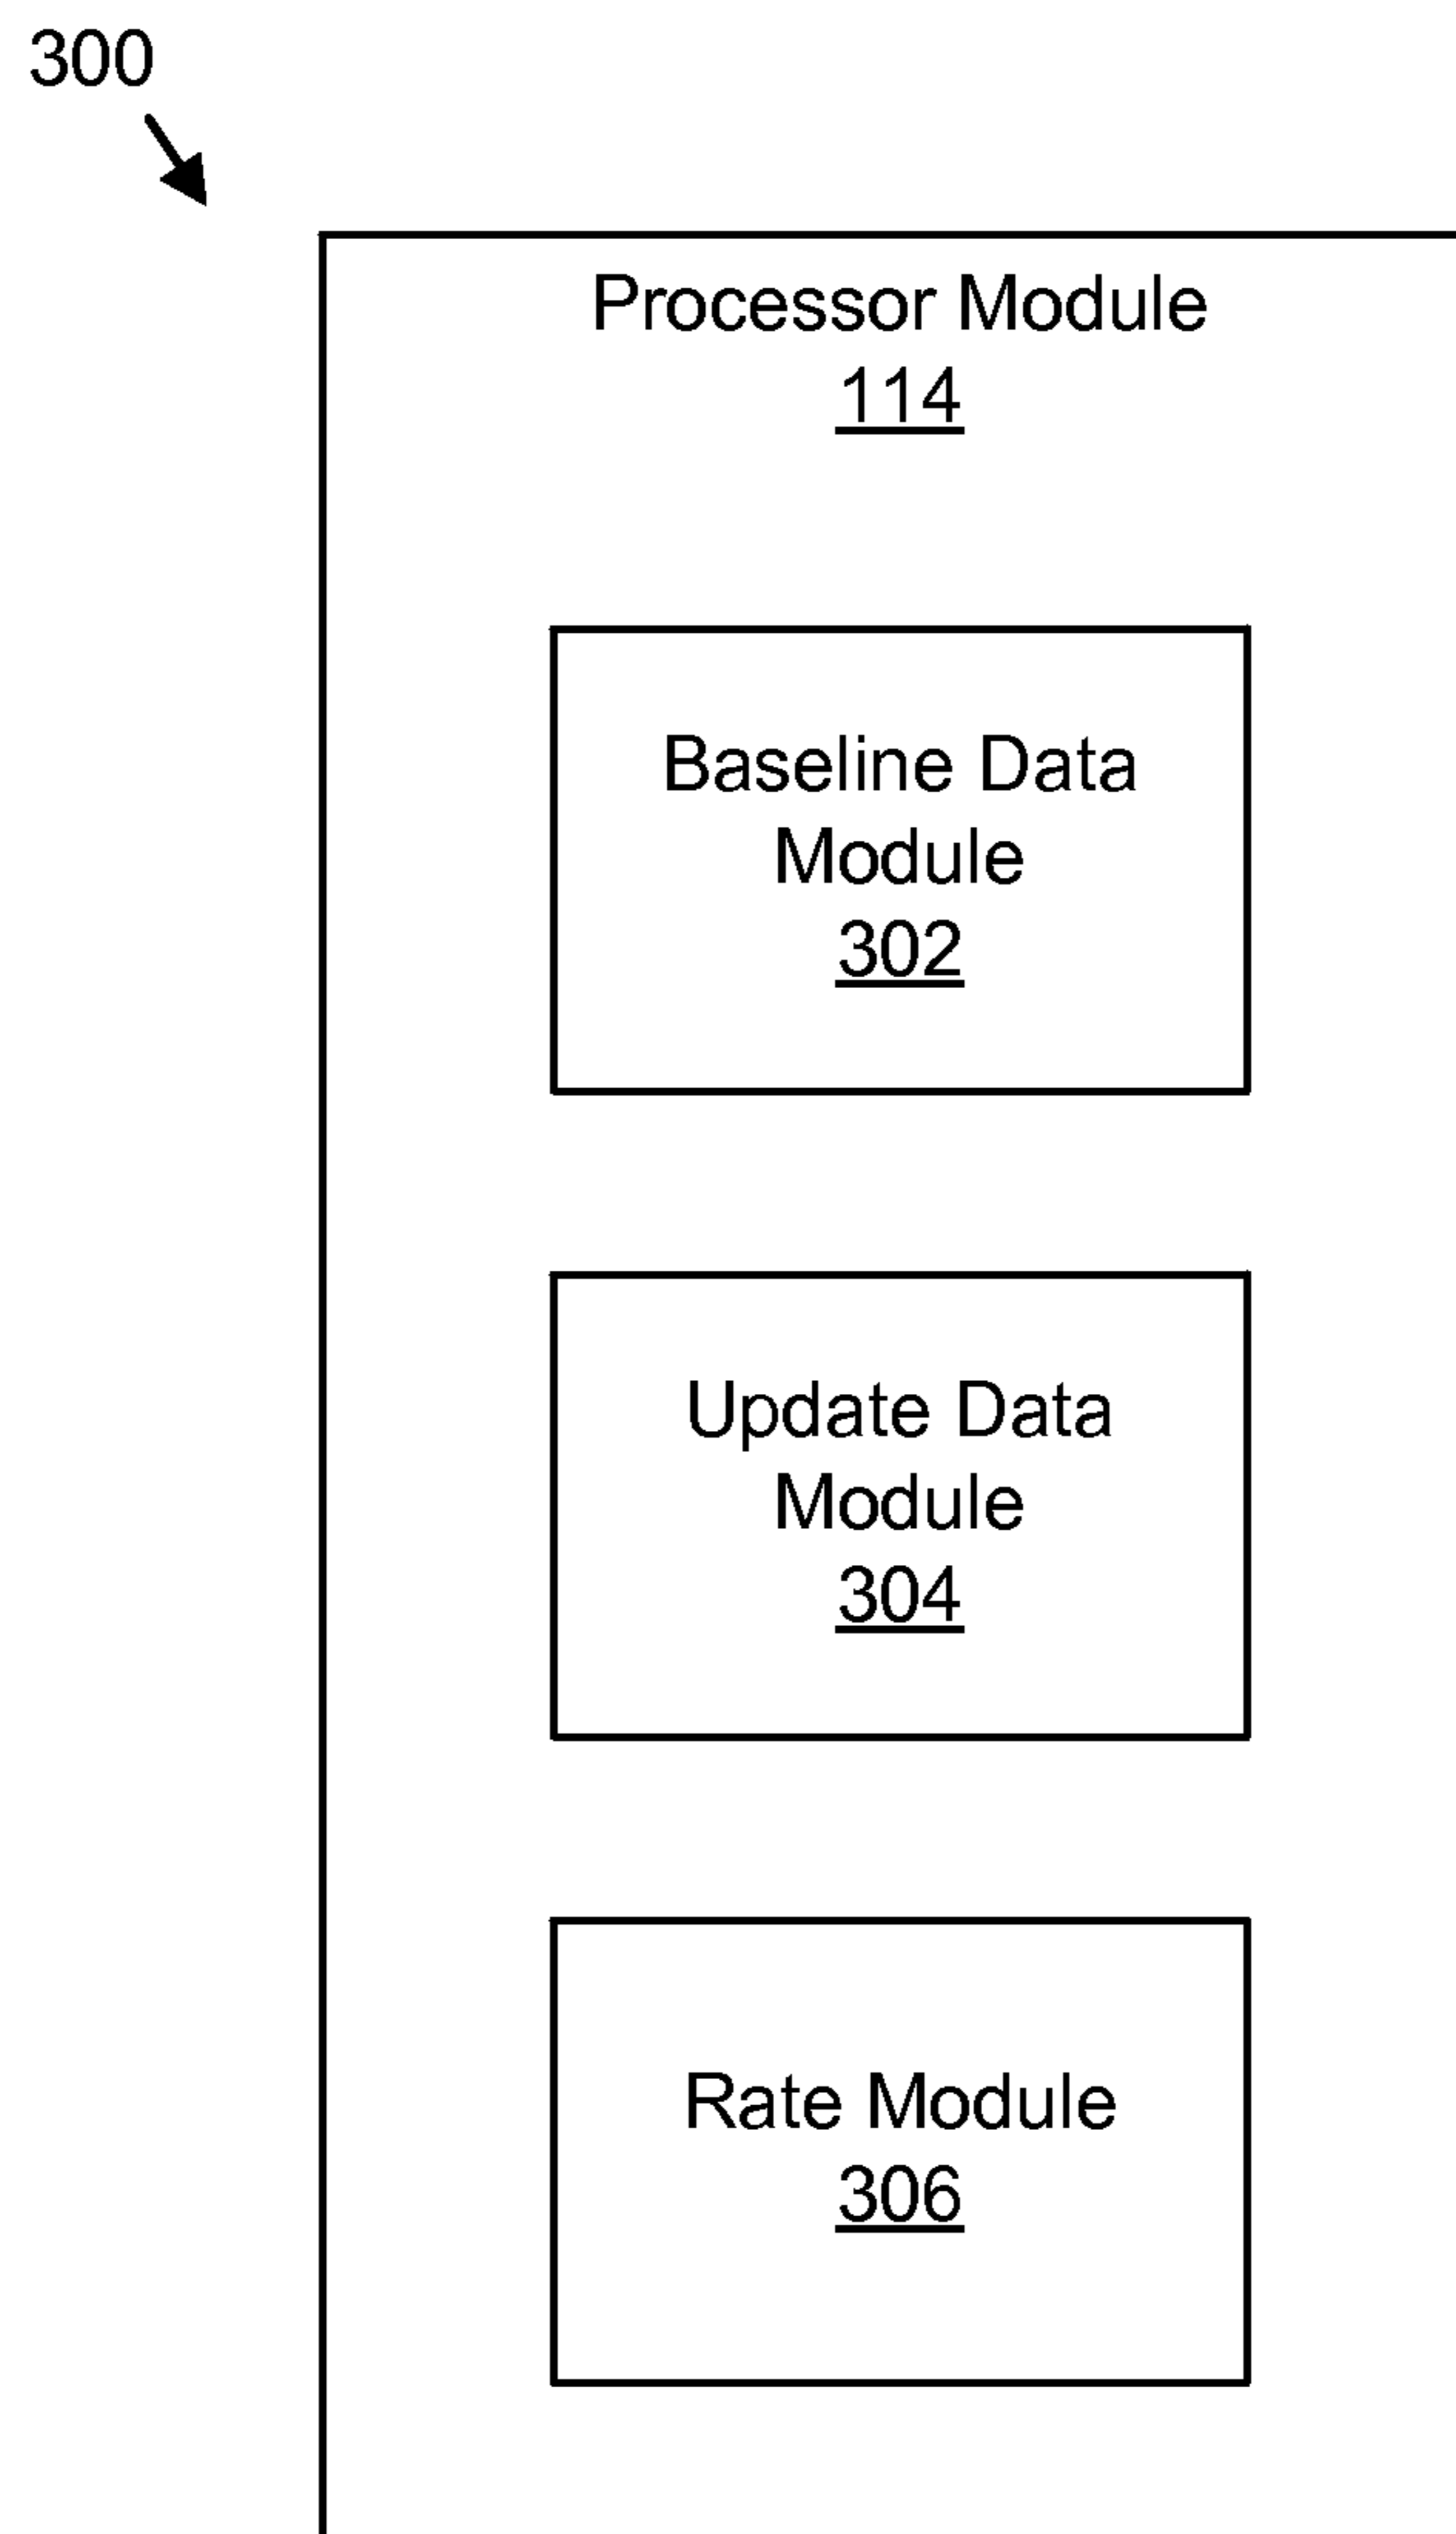 300
Processor Module
114
Baseline Data
Module
302
Update Data
Module
304
Rate Module
306